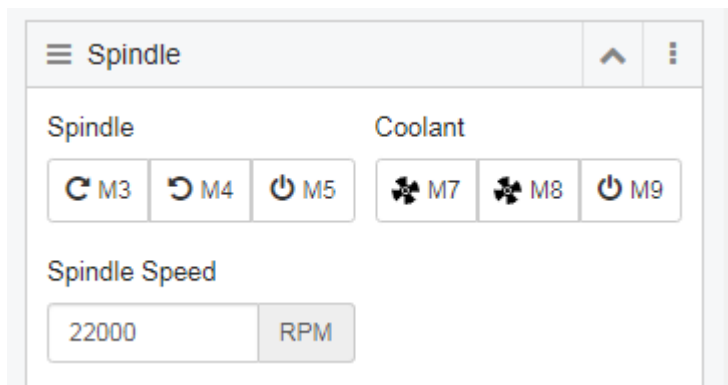 Spindle
Spindle Coolant
M3 M4 M5 M7 M8 M9
Spindle Speed
22000 RPM